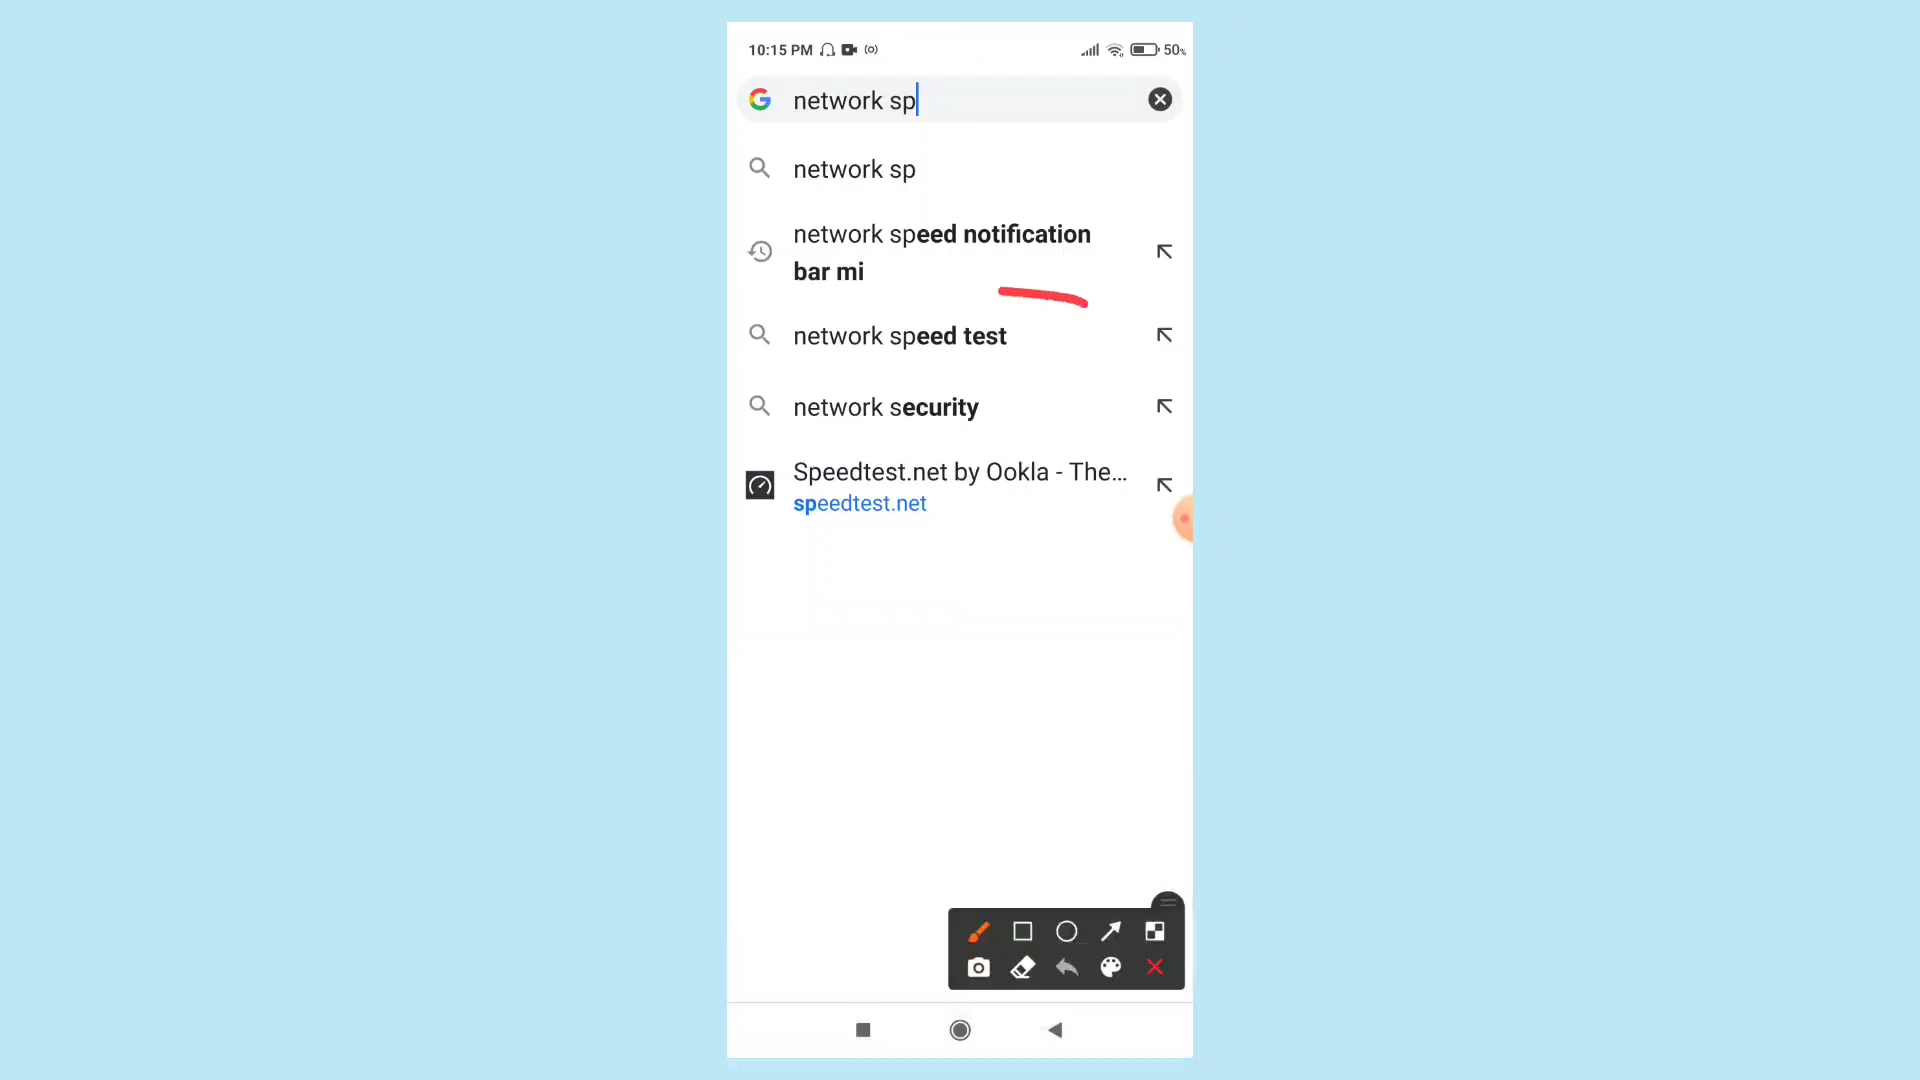 10:15 PM 50%
network sp
network sp
network speed notification
bar mi
network speed test
network security
Speedtest.net by Ookla - The...
speedtest.net